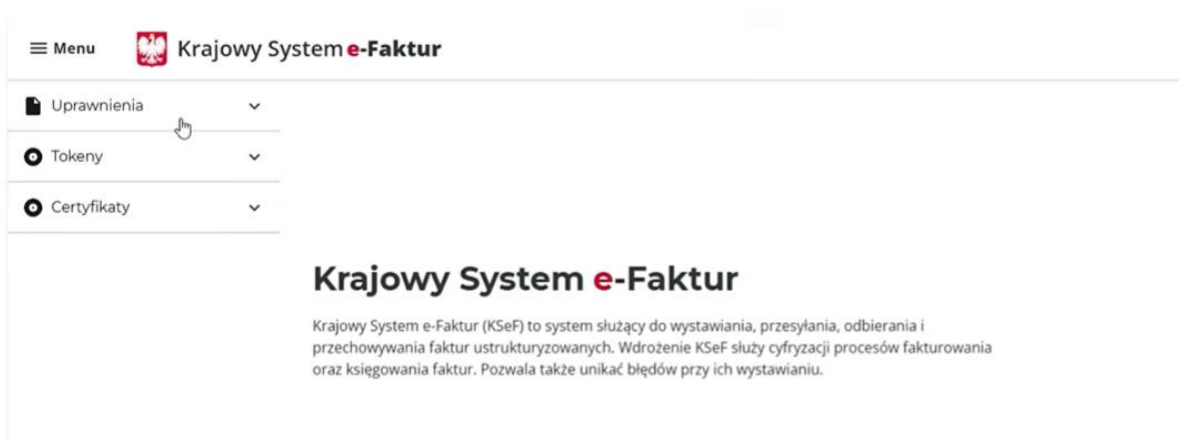 Menu
Krajowy System e-Faktur
Uprawnienia
Tokeny
Certyfikaty
Krajowy System e-Faktur
Krajowy System e-Faktur (KSeF) to system służący do wystawiania, przesyłania, odbierania i
przechowywania faktur ustrukturyzowanych. Wdrożenie KSeF służy cyfryzacji procesów fakturowania
oraz księgowania faktur. Pozwala także unikać błędów przy ich wystawianiu.